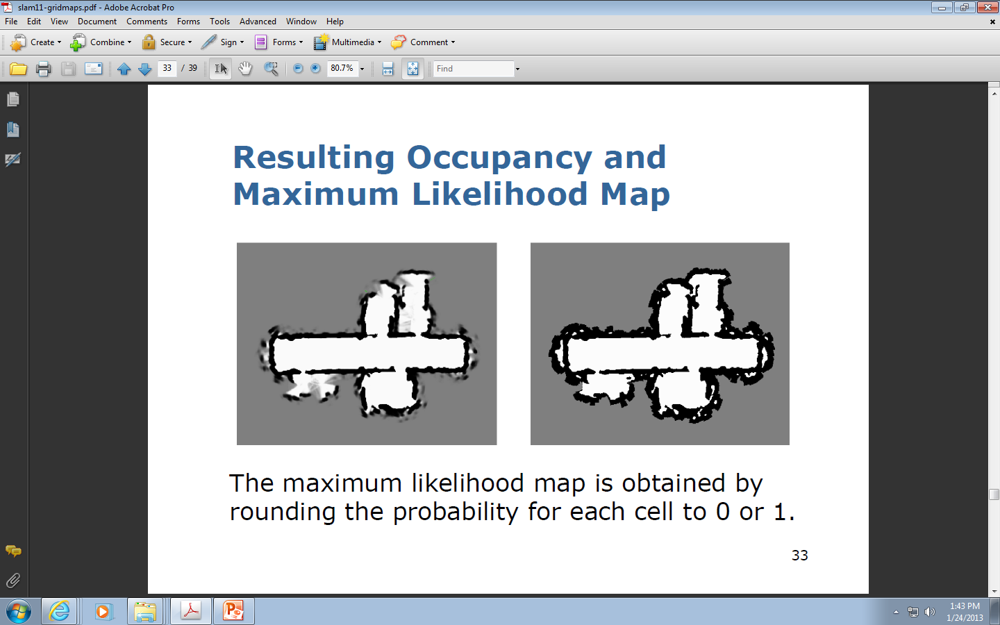 slam11-gridmaps.pdf - Adobe Acrobat Pro
File Edit View Document Comments Forms Tools Advanced Window Help
Create Combine Secure Sign Forms Multimedia Comment
33 / 39 80.7% Find
Resulting Occupancy and
Maximum Likelihood Map
The maximum likelihood map is obtained by
rounding the probability for each cell to 0 or 1.
33
1:43 PM
1/24/2013